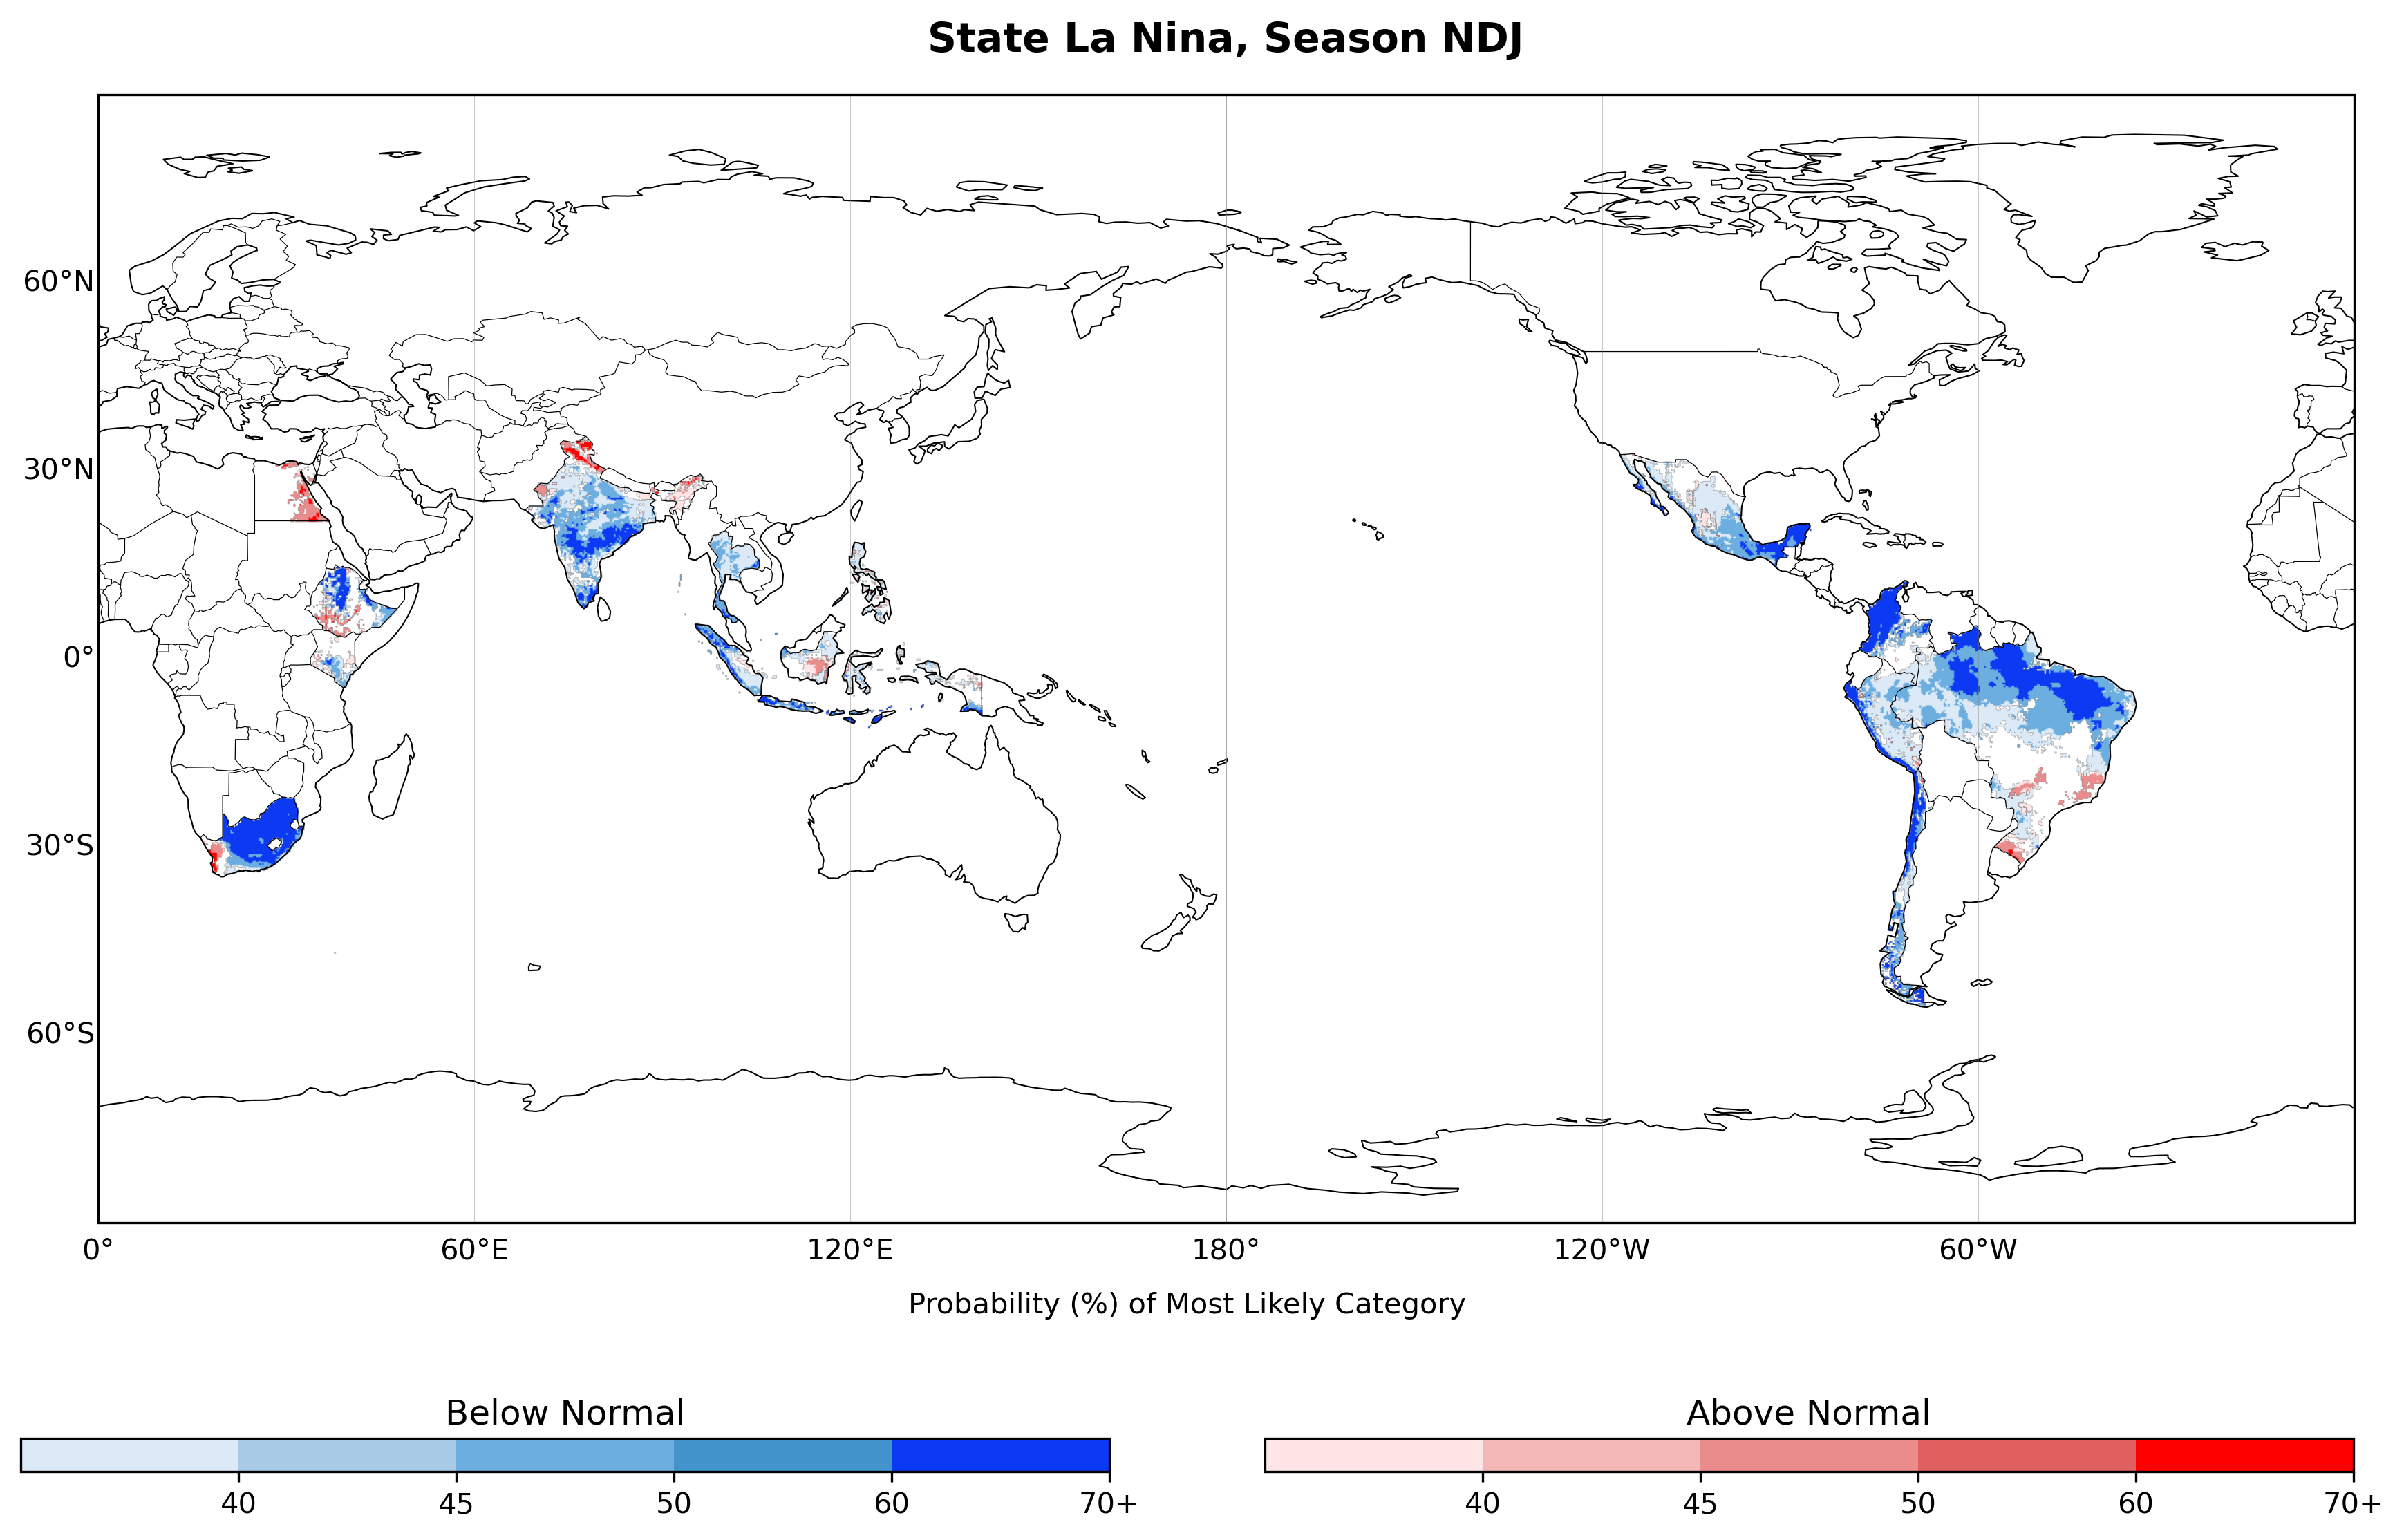 State La Nina, Season NDJ
60°N
30°N
0°
30°S
60°S
0° 60°E 120°E 180° 120°W 60°W
Probability (%) of Most Likely Category
Below Normal
40 45 50 60 70+
Above Normal
40 45 50 60 70+